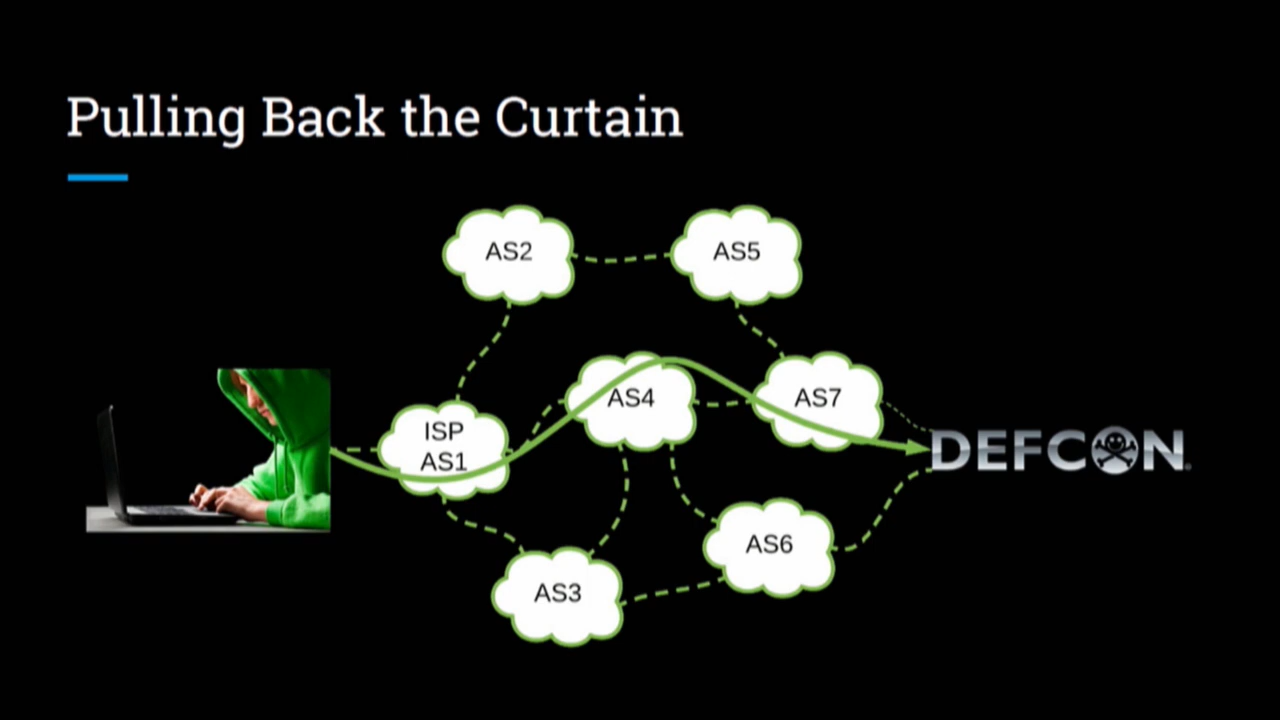 Pulling Back the Curtain
AS2
AS5
AS4
AS7
ISP
AS1
DEFCON
AS6
AS3